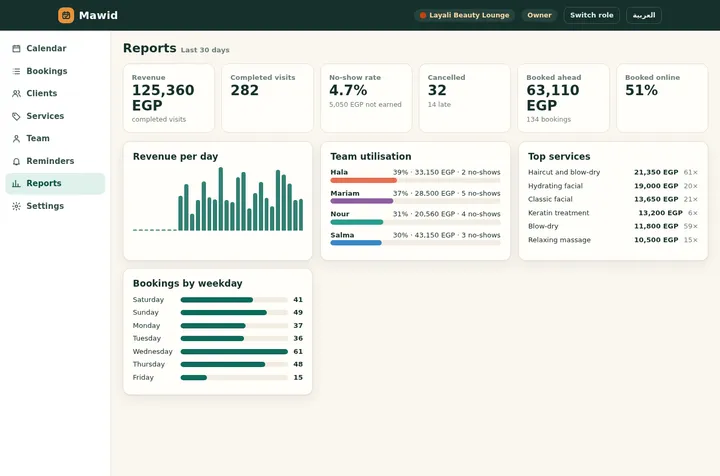 Mawid
Layali Beauty Lounge
Owner
Switch role
العربية
Calendar
Bookings
Clients
Services
Team
Reminders
Reports
Settings
Reports Last 30 days
Revenue
125,360 EGP
completed visits
Completed visits
282
No-show rate
4.7%
5,050 EGP not earned
Cancelled
32
14 late
Booked ahead
63,110 EGP
134 bookings
Booked online
51%
Revenue per day
Team utilisation
Hala 39% · 33,150 EGP · 2 no-shows
Mariam 37% · 28,500 EGP · 5 no-shows
Nour 31% · 20,560 EGP · 4 no-shows
Salma 30% · 43,150 EGP · 3 no-shows
Top services
Haircut and blow-dry 21,350 EGP 61×
Hydrating facial 19,000 EGP 20×
Classic facial 13,650 EGP 21×
Keratin treatment 13,200 EGP 6×
Blow-dry 11,800 EGP 59×
Relaxing massage 10,500 EGP 15×
Bookings by weekday
Saturday 41
Sunday 49
Monday 37
Tuesday 36
Wednesday 61
Thursday 48
Friday 15